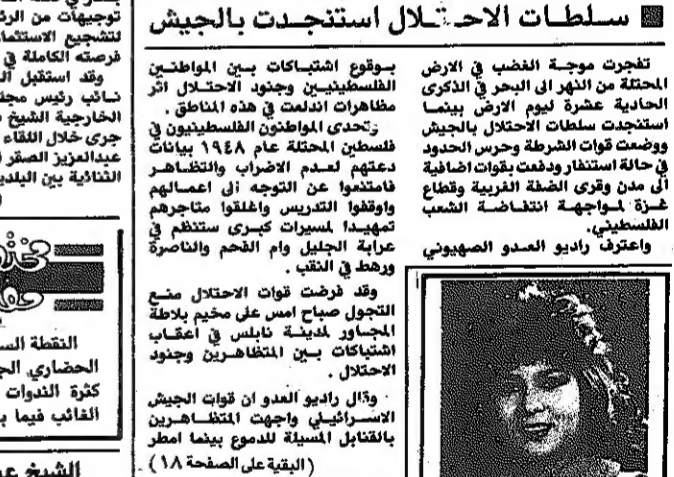 سلطات الاحتلال استنجدت بالجيش
تفجرت موجة الغضب في الارض
المحتلة من النهر الى البحر في الذكرى
الحادية عشرة ليوم الارض بينما
استنجدت سلطات الاحتلال بالجيش
ووضعت قوات الشرطة وحرس الحدود
في حالة استنفار ودفعت بقوات اضافية
الى مدن وقرى الضفة الغربية وقطاع
غزة لمواجهة انتفاضة الشعب
الفلسطيني.
واعترف راديو العدو الصهيوني
بوقوع اشتباكات بين المواطنين
الفلسطينيين وجنود الاحتلال اثر
مظاهرات اندلعت في هذه المناطق .
وتحدى المواطنون الفلسطينيون في
فلسطين المحتلة عام ١٩٤٨ بيانات
دعتهم لعدم الاضراب والتظاهر
فامتنعوا عن التوجه الى اعمالهم
واوقفوا التدريس واغلقوا متاجرهم
تمهيدا لمسيرات كبرى ستنظم في
عرابة الجليل وام الفحم والناصرة
ورهط في النقب .
وقد فرضت قوات الاحتلال منع
التجول صباح امس على مخيم بلاطة
المجاور لمدينة نابلس في اعقاب
اشتباكات بين المتظاهرين وجنود
الاحتلال .
وقال راديو العدو ان قوات الجيش
الاسرائيلي واجهت المتظاهرين
بالقنابل المسيلة للدموع بينما امطر
(البقية على الصفحة ١٨)
توجيهات من الر
لتشجيع الاستثما
فرصته الكاملة في
وقد استقبل ال
نائب رئيس مجل
الخارجية الشيخ
جرى خلال اللقاء
عبدالعزيز الصقر
الثنائية بين البلدي
النقطة الس
الحضاري الج
كثرة الندوات
الغائب فيما ب
الشيخ ع